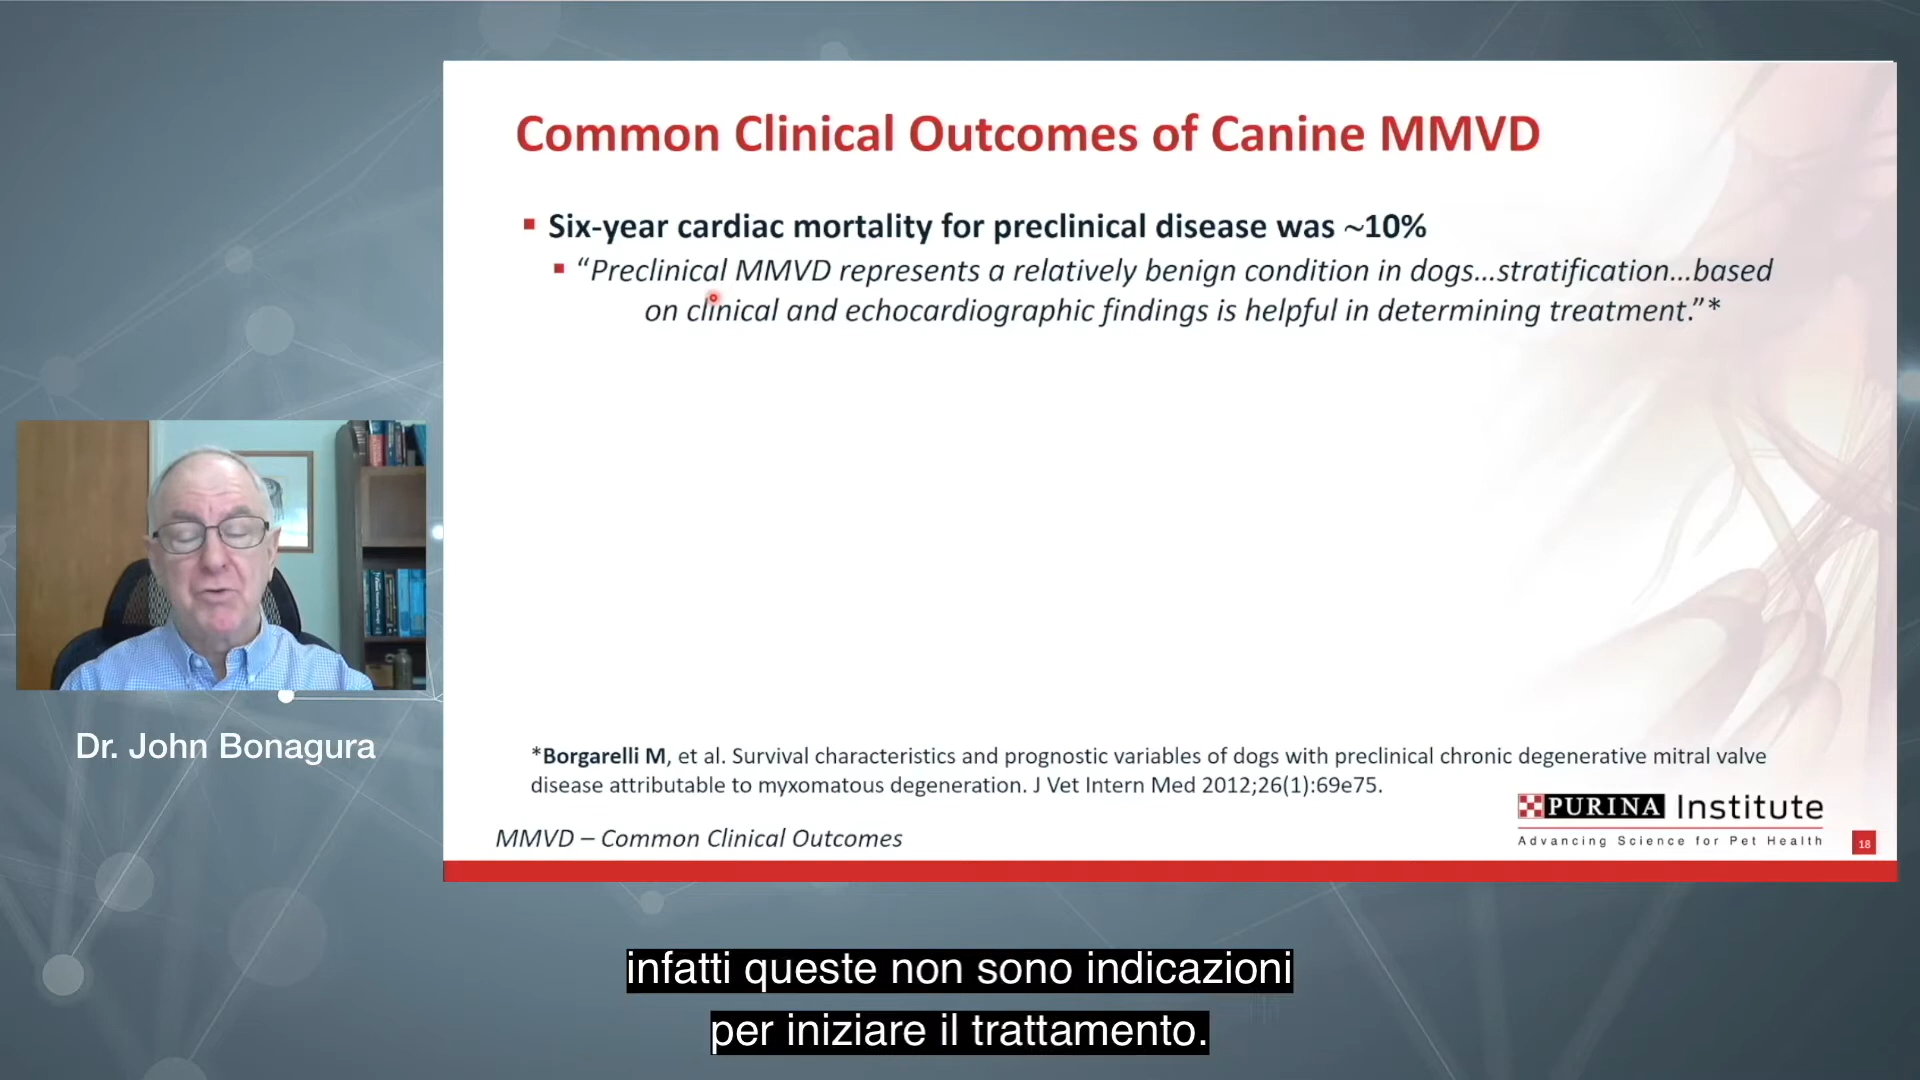 Common Clinical Outcomes of Canine MMVD
Six-year cardiac mortality for preclinical disease was ~10%
“Preclinical MMVD represents a relatively benign condition in dogs...stratification...based
on clinical and echocardiographic findings is helpful in determining treatment.”*
Dr. John Bonagura
*Borgarelli M, et al. Survival characteristics and prognostic variables of dogs with preclinical chronic degenerative mitral valve
disease attributable to myxomatous degeneration. J Vet Intern Med 2012;26(1):69e75.
PURINA Institute
Advancing Science for Pet Health
MMVD – Common Clinical Outcomes
18
infatti queste non sono indicazioni
per iniziare il trattamento.